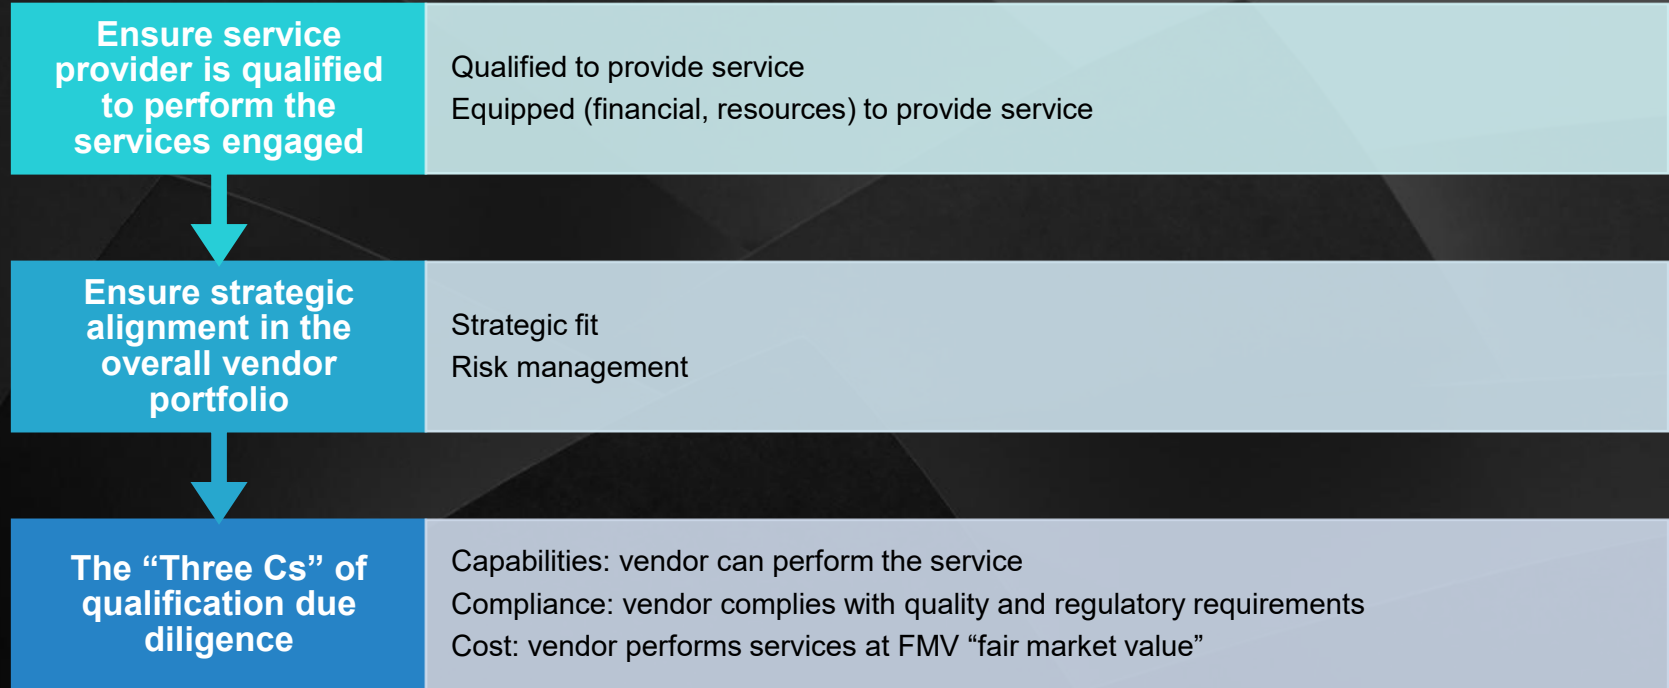 Ensure service
provider is qualified
to perform the
services engaged
Qualified to provide service
Equipped (financial, resources) to provide service
Ensure strategic
alignment in the
overall vendor
portfolio
Strategic fit
Risk management
The “Three Cs” of
qualification due
diligence
Capabilities: vendor can perform the service
Compliance: vendor complies with quality and regulatory requirements
Cost: vendor performs services at FMV “fair market value”